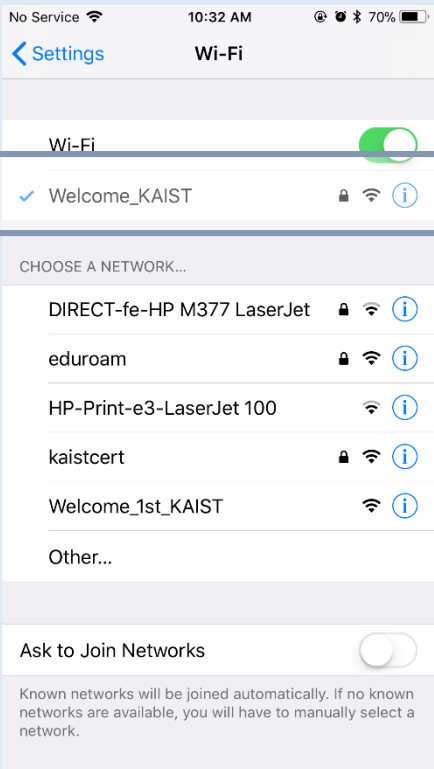 No Service 10:32 AM 70%
Settings Wi-Fi
Wi-Fi
Welcome_KAIST
CHOOSE A NETWORK...
DIRECT-fe-HP M377 LaserJet
eduroam
HP-Print-e3-LaserJet 100
kaistcert
Welcome_1st_KAIST
Other...
Ask to Join Networks
Known networks will be joined automatically. If no known
networks are available, you will have to manually select a
network.